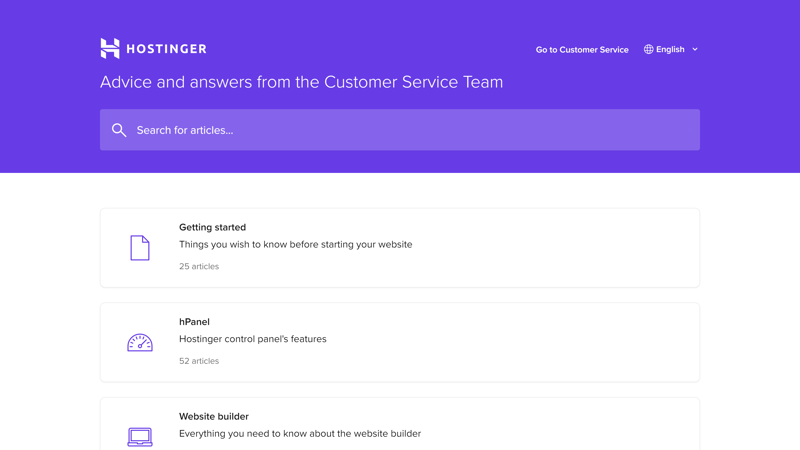 HOSTINGER
Go to Customer Service
English
Advice and answers from the Customer Service Team
Search for articles...
Getting started
Things you wish to know before starting your website
25 articles
hPanel
Hostinger control panel's features
52 articles
Website builder
Everything you need to know about the website builder